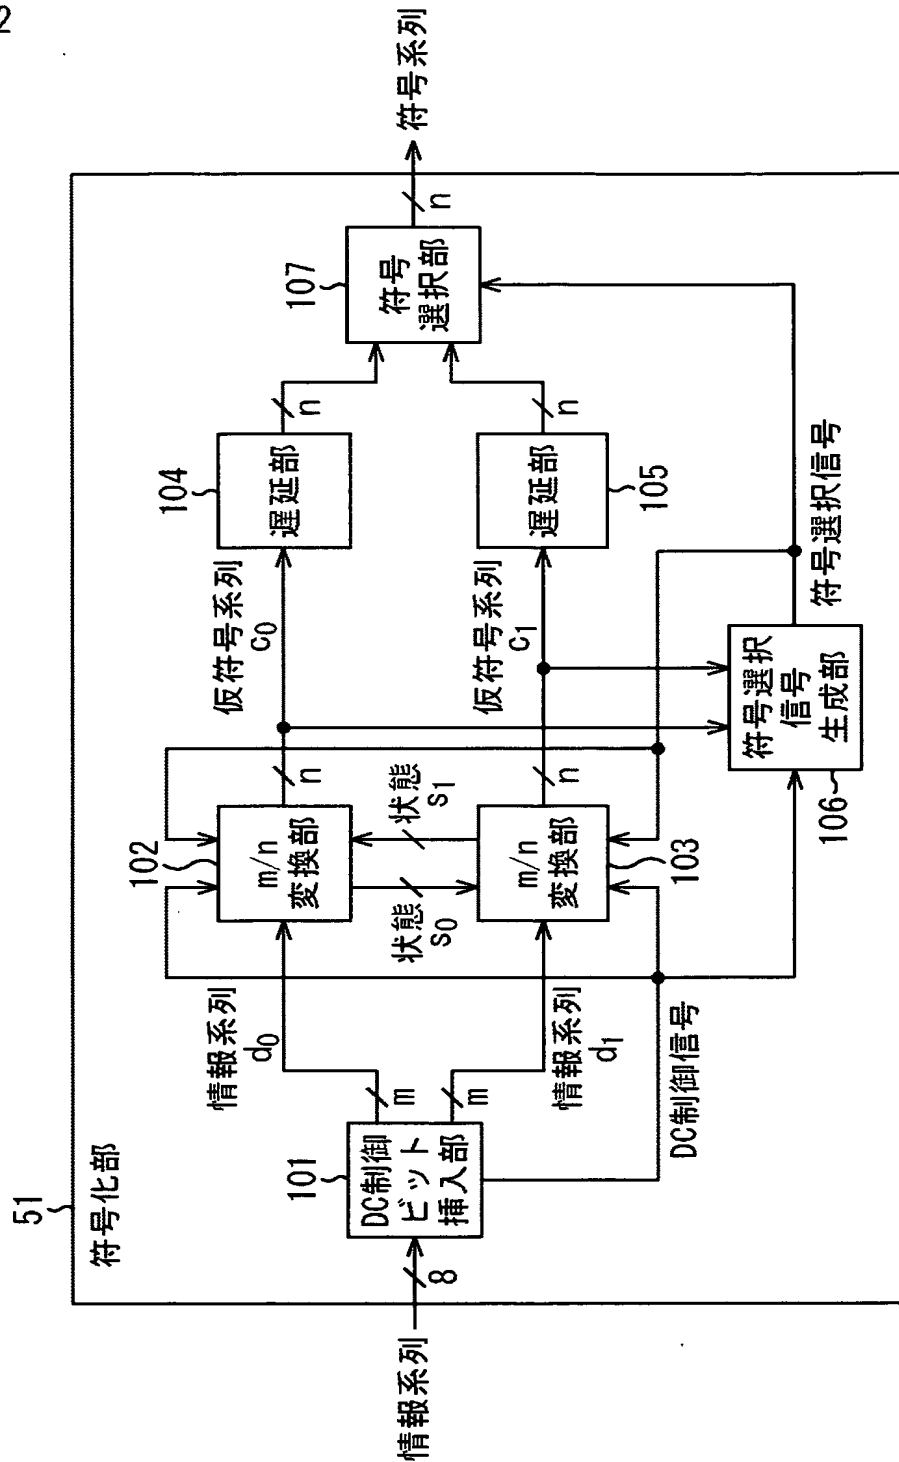 2
51
符号化部
情報系列
8
101
DC制御
ビット
挿入部
m
m
情報系列
d0
情報系列
d1
DC制御信号
102
m/n
変換部
状態
s0
状態
s1
103
m/n
変換部
n
n
仮符号系列
c0
仮符号系列
c1
104
遅延部
105
遅延部
n
n
106
符号選択
信号
生成部
符号選択信号
107
符号
選択部
n
符号系列